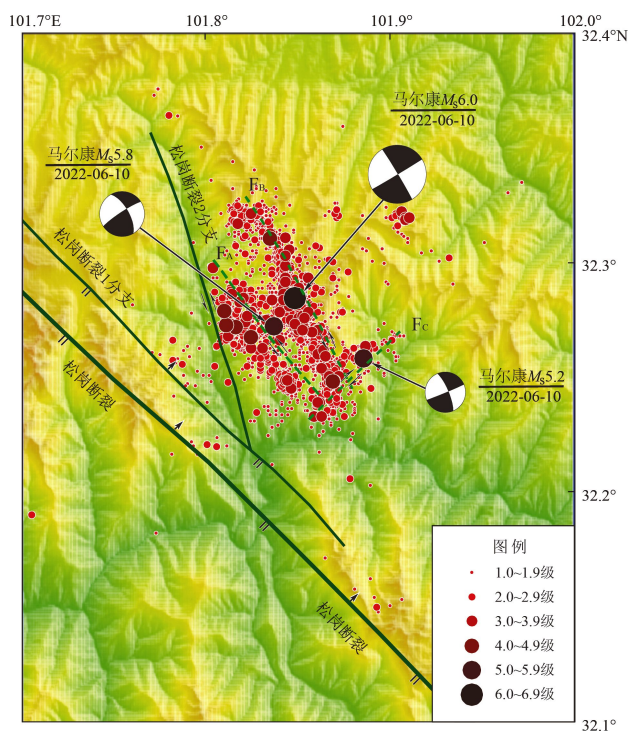 101.7°E
101.8°
101.9°
102.0°
32.4°N
马尔康Ms6.0
2022-06-10
马尔康Ms5.8
2022-06-10
松岗断裂2分支
FB
松岗断裂1分支
FA
32.3°
FC
松岗断裂
马尔康Ms5.2
2022-06-10
32.2°
松岗断裂
图例
1.0~1.9级
2.0~2.9级
3.0~3.9级
4.0~4.9级
5.0~5.9级
6.0~6.9级
32.1°